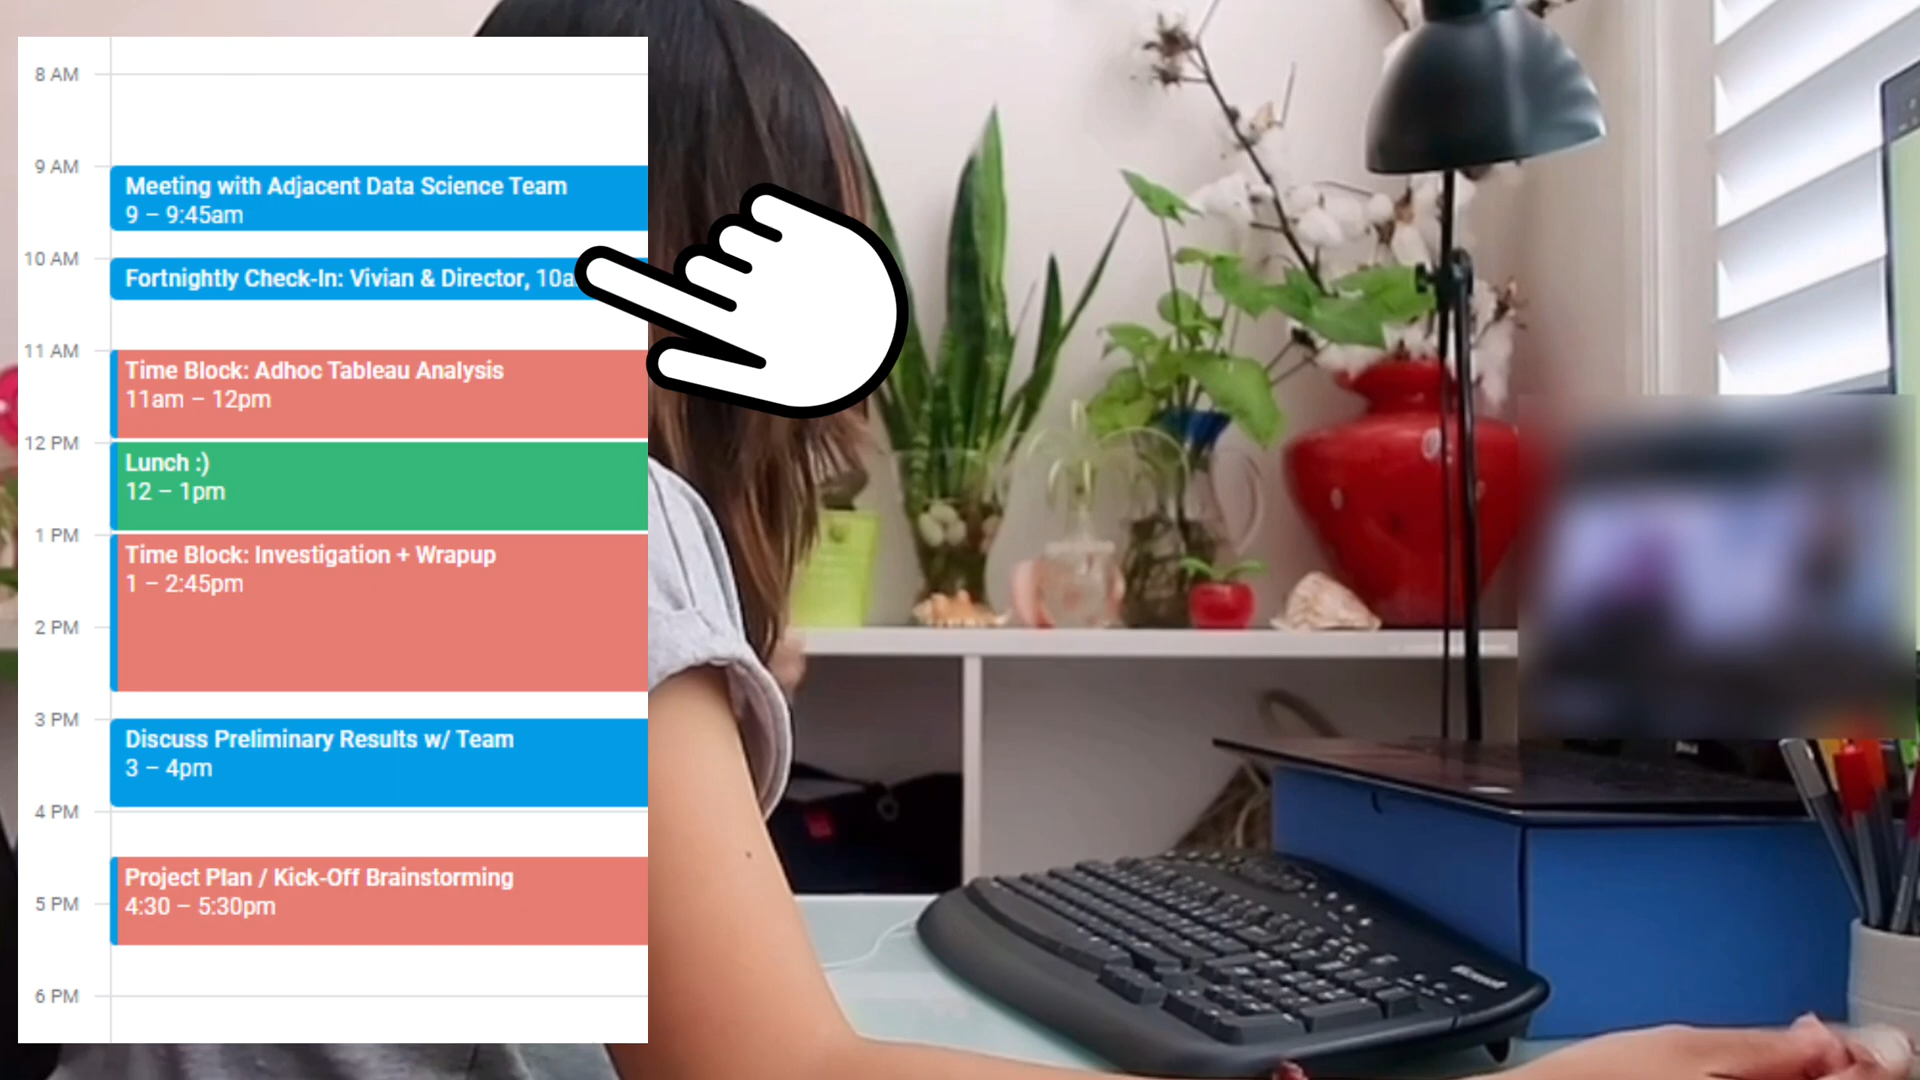 8 AM
9 AM
Meeting with Adjacent Data Science Team
9 – 9:45am
10 AM
Fortnightly Check-In: Vivian & Director, 10a
11 AM
Time Block: Adhoc Tableau Analysis
11am – 12pm
12 PM
Lunch :)
12 – 1pm
1 PM
Time Block: Investigation + Wrapup
1 – 2:45pm
2 PM
3 PM
Discuss Preliminary Results w/ Team
3 – 4pm
4 PM
Project Plan / Kick-Off Brainstorming
4:30 – 5:30pm
5 PM
6 PM